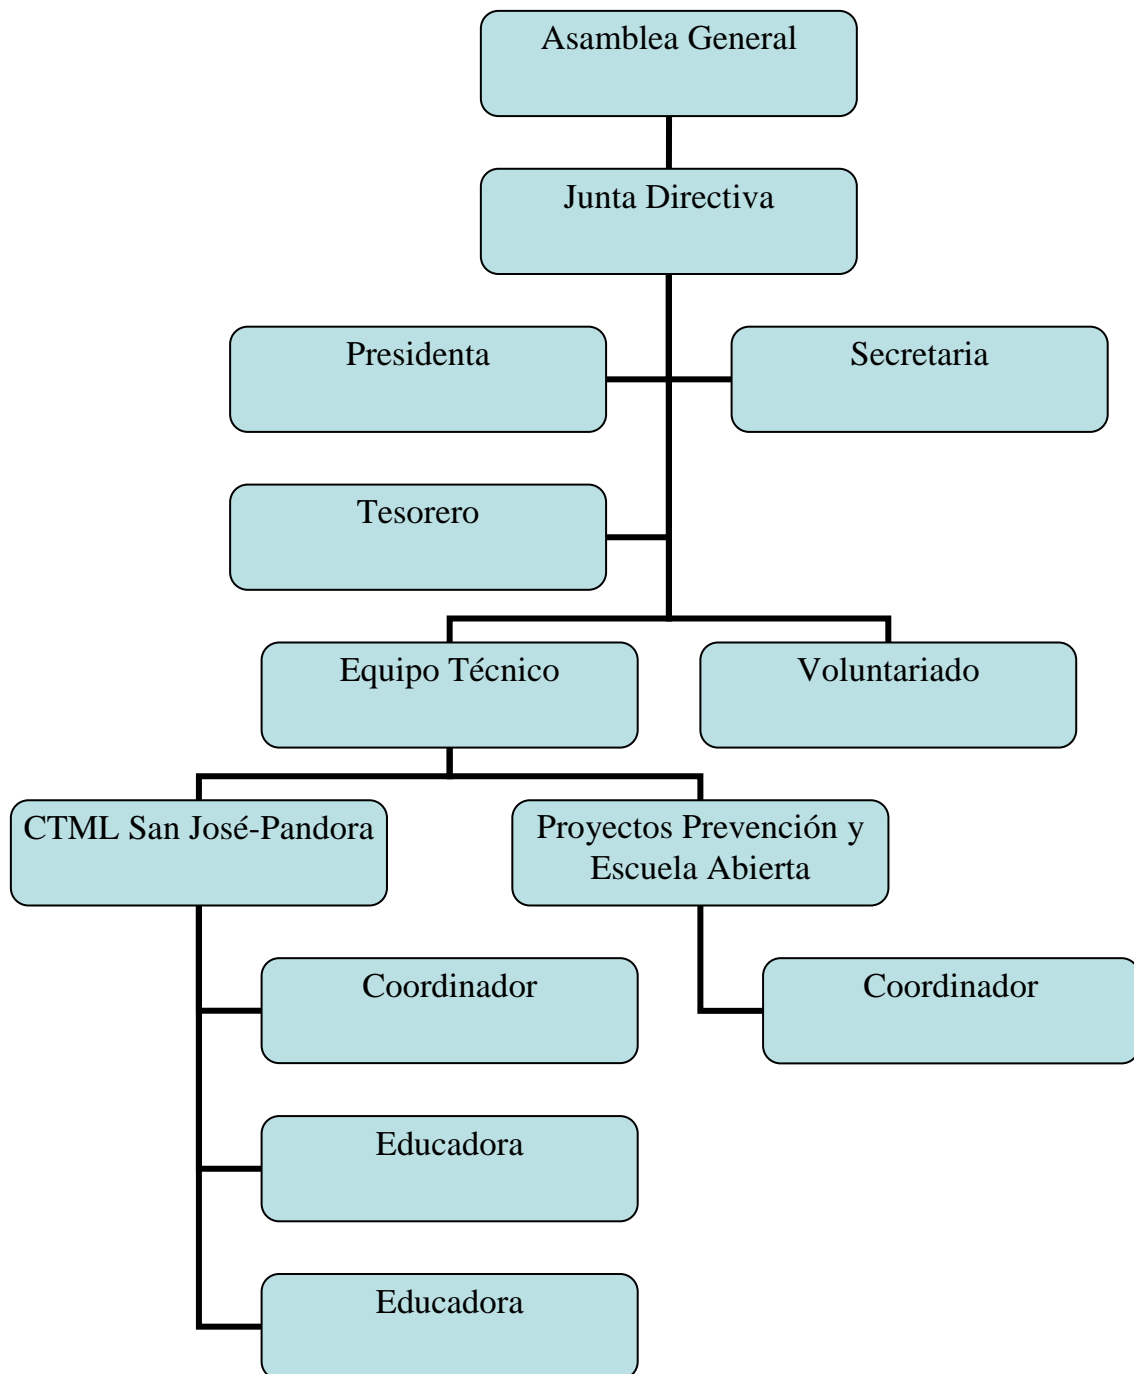 Asamblea General
Junta Directiva
Presidenta
Secretaria
Tesorero
Equipo Técnico
Voluntariado
CTML San José-Pandora
Proyectos Prevención y
Escuela Abierta
Coordinador
Coordinador
Educadora
Educadora